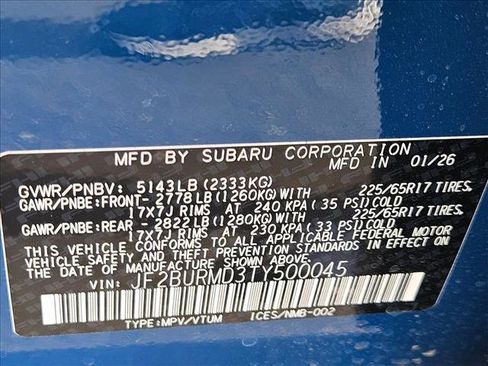 MFD BY SUBARU CORPORATION
MFD IN 01/26
GVWR/PNBV: 5143LB (2333KG)
GAWR/PNBE:FRONT- 2778LB (1260KG) WITH 225/65R17 TIRES,
17x7J RIMS AT 240 KPA ( 35 PSI) COLD
GAWR/PNBE:REAR - 2822LB (1280KG) WITH 225/65R17 TIRES,
17x7J RIMS AT 230 KPA ( 33 PSI) COLD
THIS VEHICLE CONFORMS TO ALL APPLICABLE FEDERAL MOTOR
VEHICLE SAFETY AND THEFT PREVENTION STANDARDS
IN EFFECT ON THE DATE OF MANUFACTURE SHOWN ABOVE.
VIN: JF2BURMD3TY500045
TYPE:MPV/VTUM ICES/NMB-002